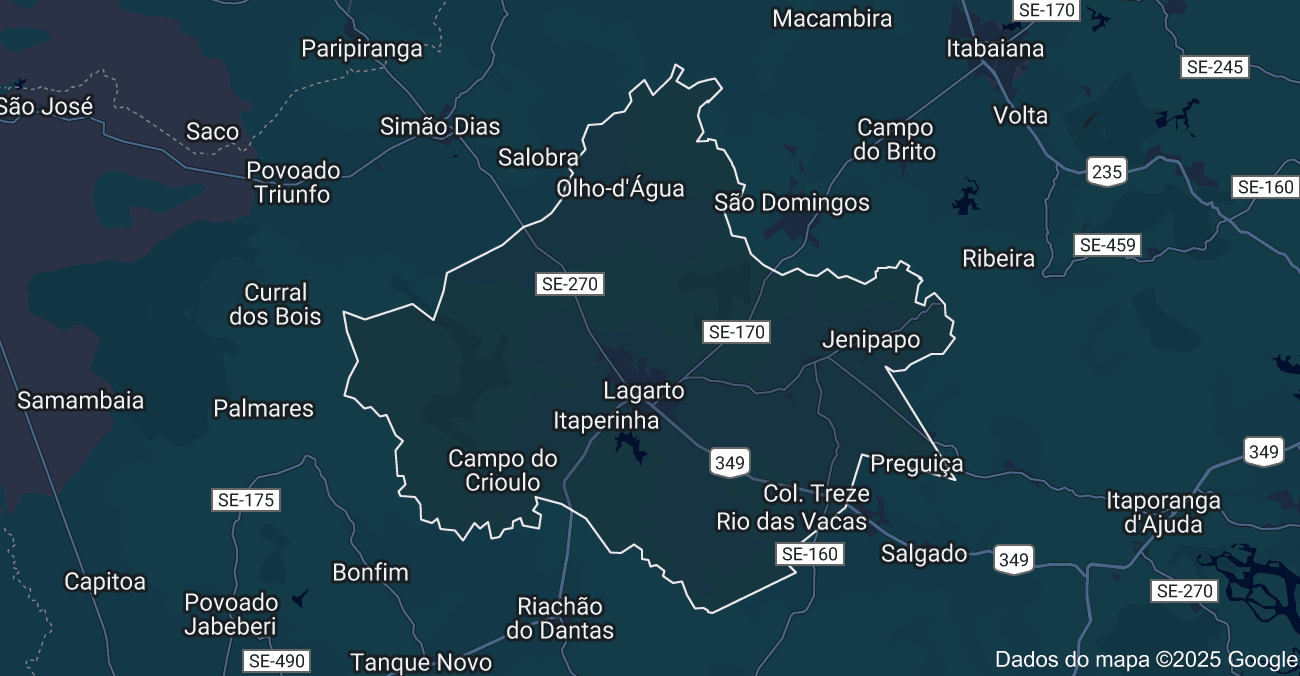 Macambira
SE-170
Paripiranga
Itabaiana
SE-245
São José
Saco
Simão Dias
Volta
Campo
do Brito
Salobra
Povoado
Triunfo
235
Olho-d'Água
São Domingos
SE-160
SE-459
Ribeira
SE-270
Curral
dos Bois
SE-170
Jenipapo
Lagarto
Samambaia
Palmares
Itaperinha
349
Campo do
Crioulo
349
Preguiça
SE-175
Col. Treze
Itaporanga
d'Ajuda
Rio das Vacas
SE-160
Salgado
349
Bonfim
Capitoa
SE-270
Povoado
Jabeberi
Riachão
do Dantas
SE-490
Tanque Novo
Dados do mapa ©2025 Google